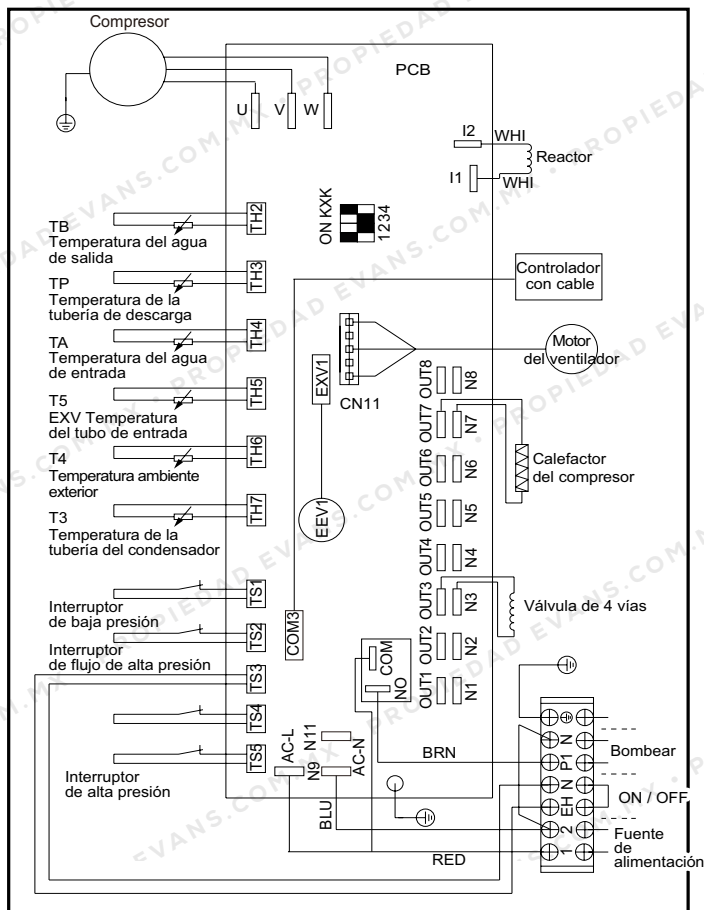 Compresor
PCB
U
V
W
I2
WHI
Reactor
I1
WHI
ON KXK
1234
TB
Temperatura del agua
de salida
TH2
TP
Temperatura de la
tubería de descarga
TH3
TA
Temperatura del agua
de entrada
TH4
T5
EXV Temperatura
del tubo de entrada
TH5
T4
Temperatura ambiente
exterior
TH6
T3
Temperatura de la
tubería del condensador
TH7
Controlador
con cable
Motor
del ventilador
EXV1
CN11
EEV1
OUT8
N8
OUT7
N7
OUT6
N6
OUT5
N5
OUT4
N4
OUT3
N3
OUT2
N2
OUT1
N1
Calefactor
del compresor
Válvula de 4 vías
Interruptor
de baja presión
TS1
Interruptor
de flujo de alta presión
TS2
TS3
TS4
TS5
Interruptor
de alta presión
COM3
COM
NO
AC-L
N11
N9
AC-N
BRN
BLU
RED
N
P1
N
EH
2
1
Bombear
ON / OFF
Fuente
de
alimentación
PROPIEDAD EVANS.COM.MX • PROPIEDAD EVANS.COM.MX • PROPIEDAD